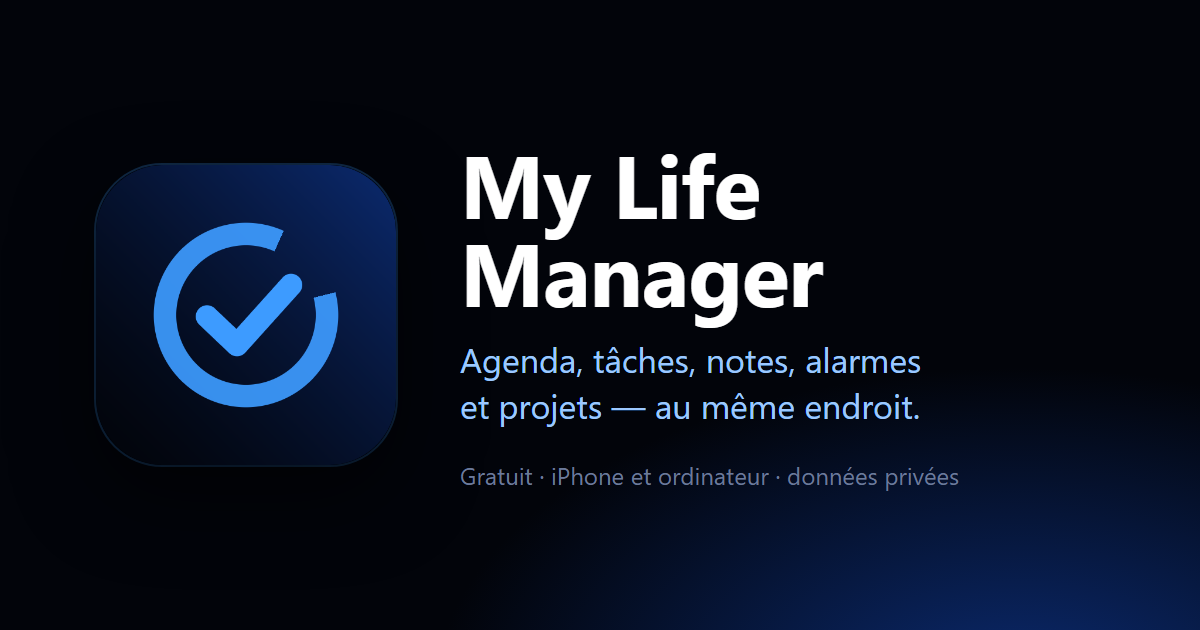 My Life
Manager
Agenda, tâches, notes, alarmes
et projets — au même endroit.
Gratuit · iPhone et ordinateur · données privées